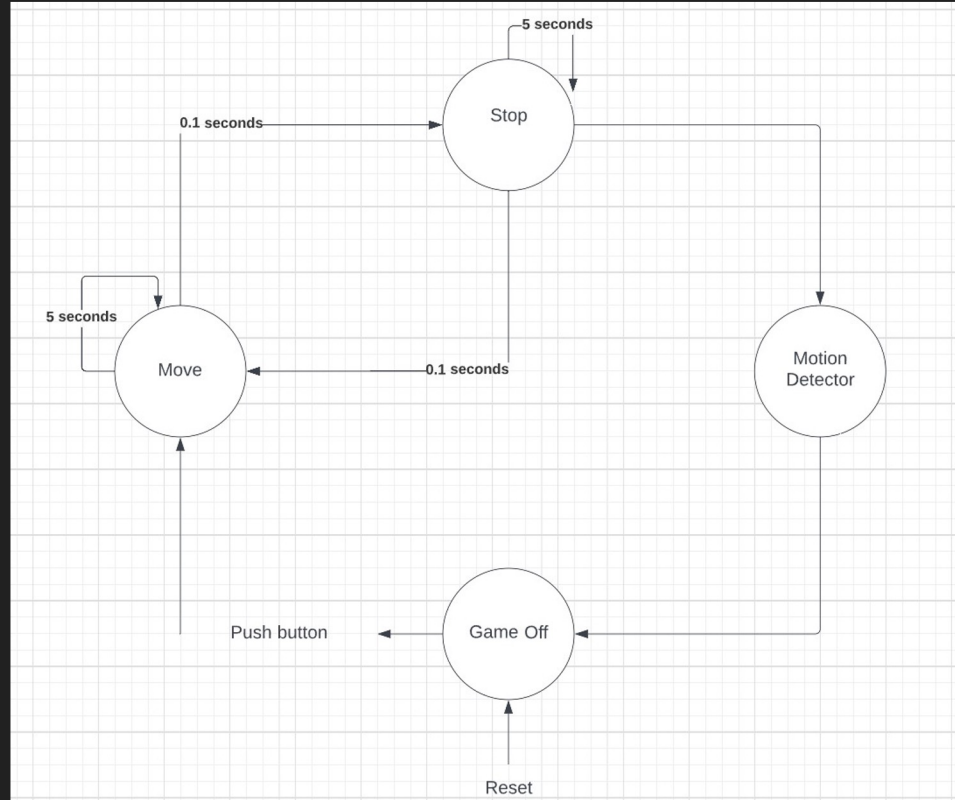 5 seconds
Stop
0.1 seconds
5 seconds
Move
0.1 seconds
Motion
Detector
Push button
Game Off
Reset